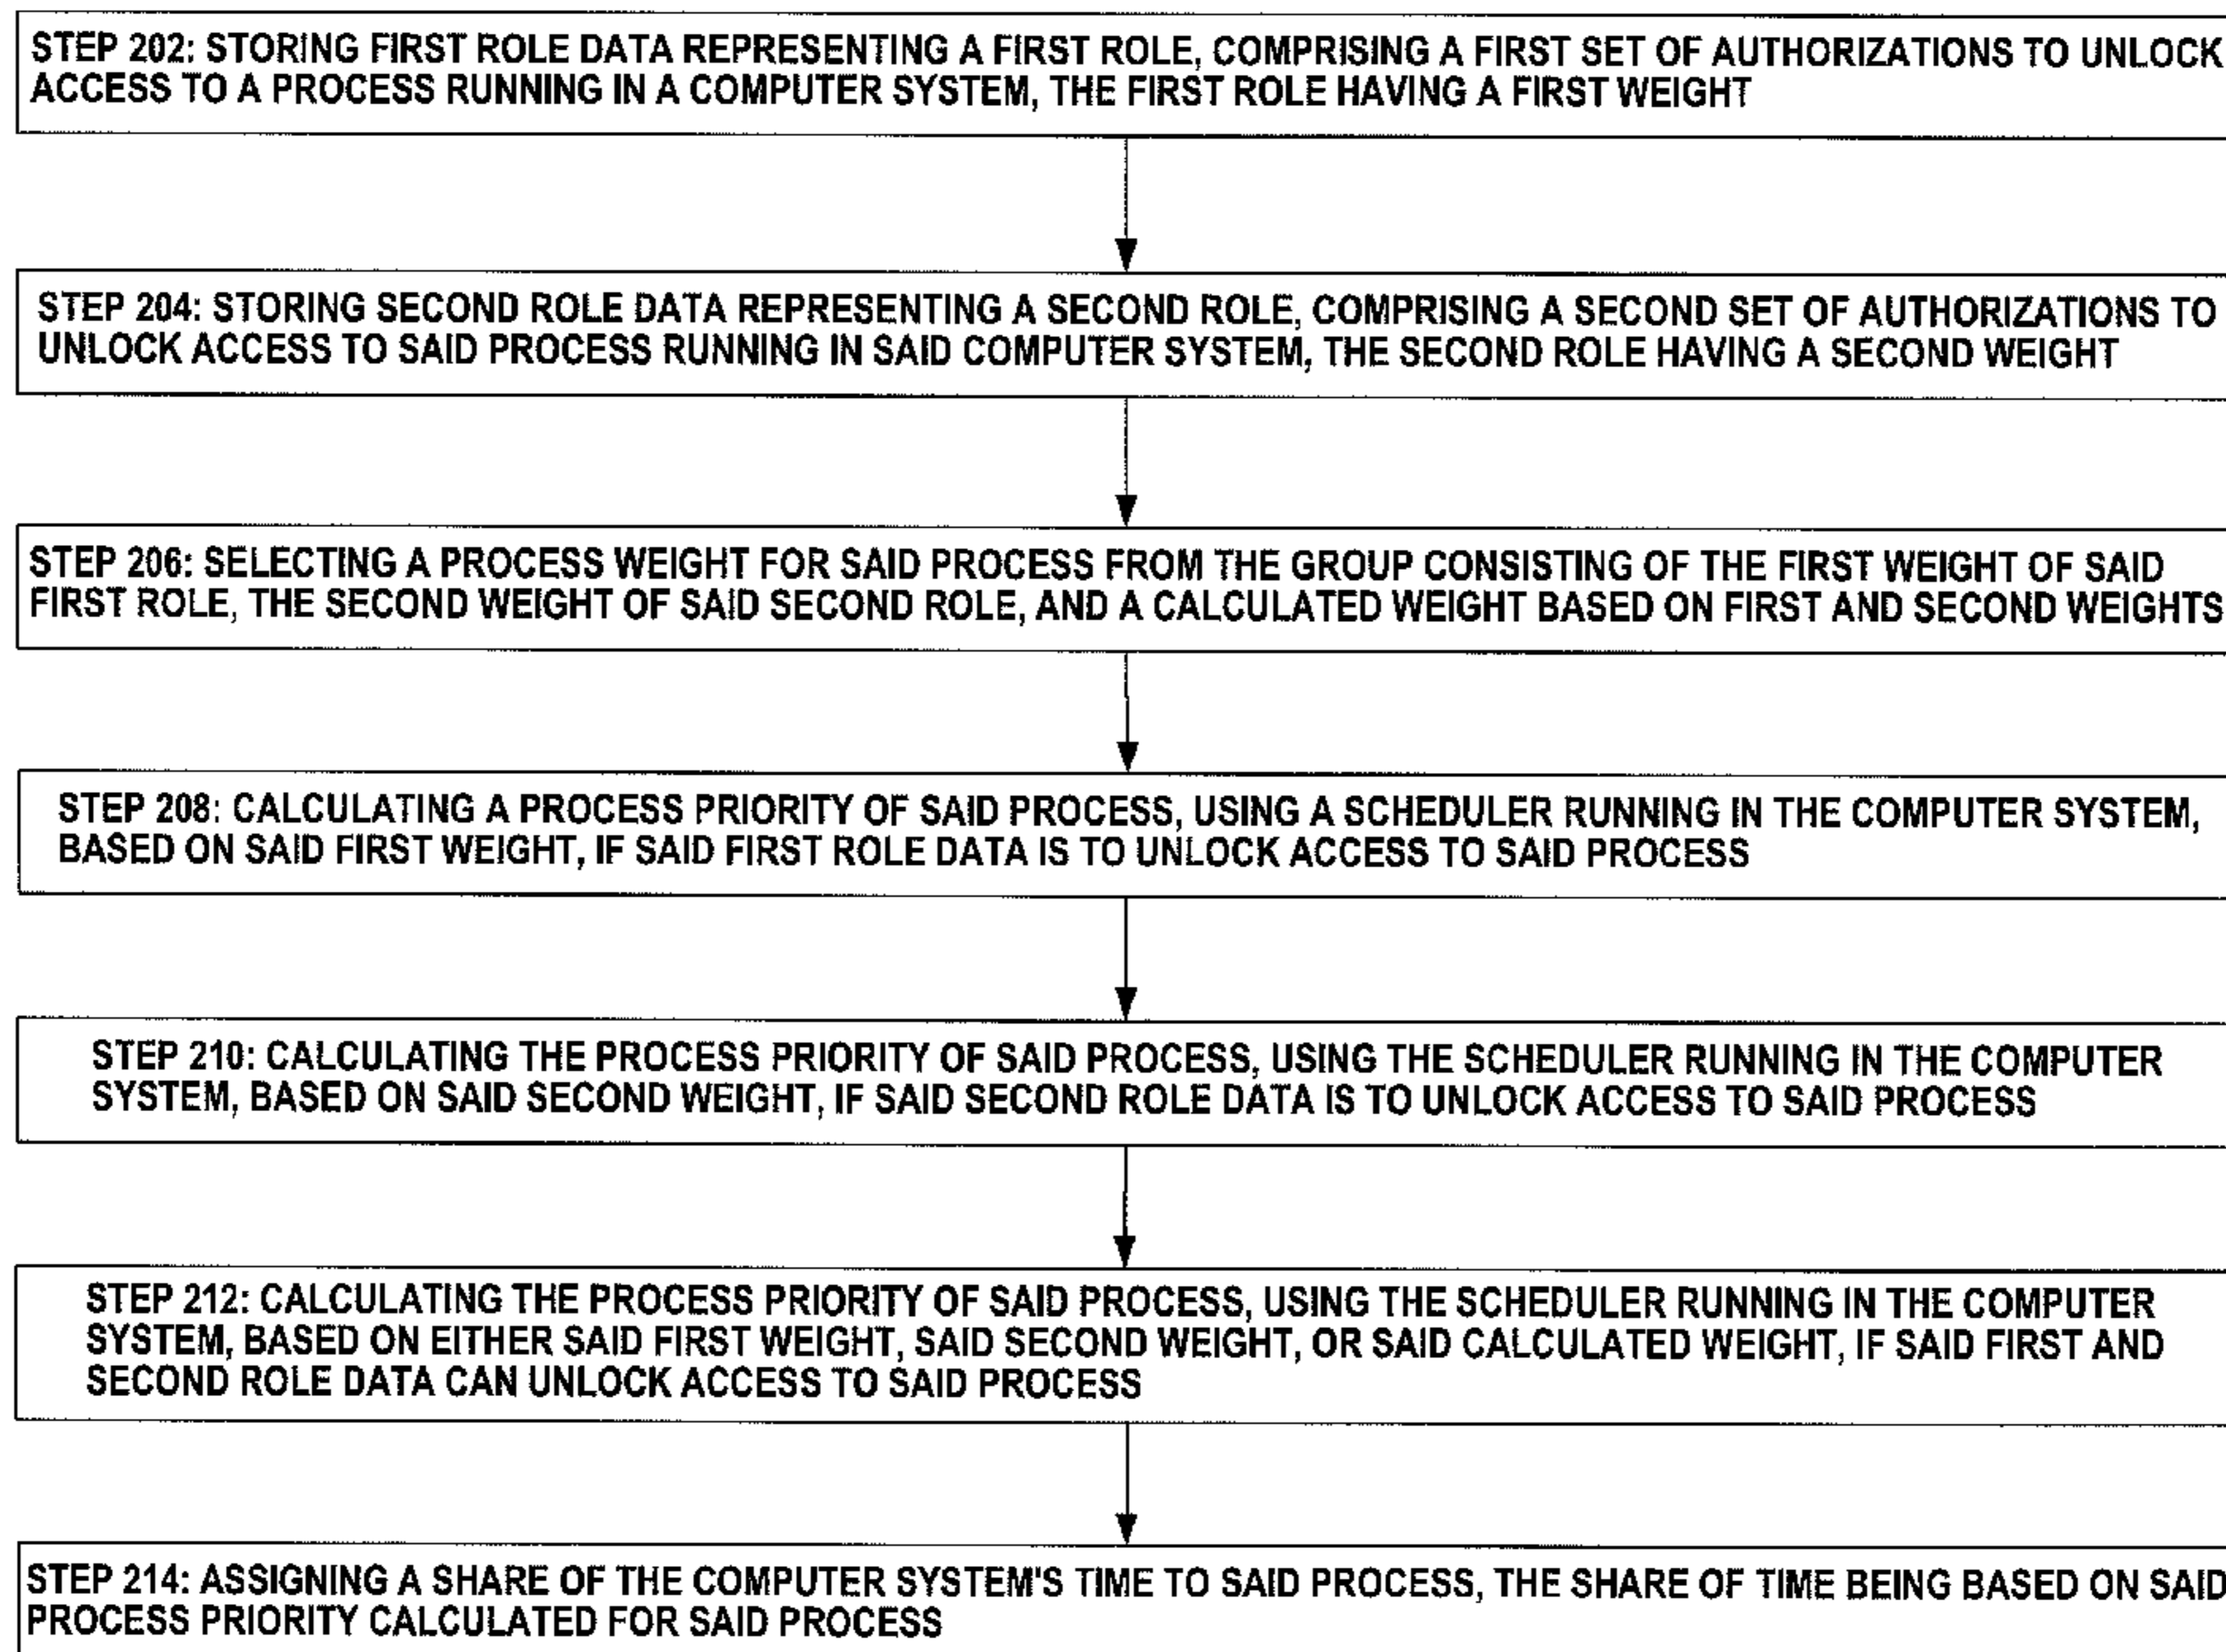 STEP 202: STORING FIRST ROLE DATA REPRESENTING A FIRST ROLE, COMPRISING A FIRST SET OF AUTHORIZATIONS TO UNLOCK
ACCESS TO A PROCESS RUNNING IN A COMPUTER SYSTEM, THE FIRST ROLE HAVING A FIRST WEIGHT
STEP 204: STORING SECOND ROLE DATA REPRESENTING A SECOND ROLE, COMPRISING A SECOND SET OF AUTHORIZATIONS TO
UNLOCK ACCESS TO SAID PROCESS RUNNING IN SAID COMPUTER SYSTEM, THE SECOND ROLE HAVING A SECOND WEIGHT
STEP 206: SELECTING A PROCESS WEIGHT FOR SAID PROCESS FROM THE GROUP CONSISTING OF THE FIRST WEIGHT OF SAID
FIRST ROLE, THE SECOND WEIGHT OF SAID SECOND ROLE, AND A CALCULATED WEIGHT BASED ON FIRST AND SECOND WEIGHTS
STEP 208: CALCULATING A PROCESS PRIORITY OF SAID PROCESS, USING A SCHEDULER RUNNING IN THE COMPUTER SYSTEM,
BASED ON SAID FIRST WEIGHT, IF SAID FIRST ROLE DATA IS TO UNLOCK ACCESS TO SAID PROCESS
STEP 210: CALCULATING THE PROCESS PRIORITY OF SAID PROCESS, USING THE SCHEDULER RUNNING IN THE COMPUTER
SYSTEM, BASED ON SAID SECOND WEIGHT, IF SAID SECOND ROLE DATA IS TO UNLOCK ACCESS TO SAID PROCESS
STEP 212: CALCULATING THE PROCESS PRIORITY OF SAID PROCESS, USING THE SCHEDULER RUNNING IN THE COMPUTER
SYSTEM, BASED ON EITHER SAID FIRST WEIGHT, SAID SECOND WEIGHT, OR SAID CALCULATED WEIGHT, IF SAID FIRST AND
SECOND ROLE DATA CAN UNLOCK ACCESS TO SAID PROCESS
STEP 214: ASSIGNING A SHARE OF THE COMPUTER SYSTEM'S TIME TO SAID PROCESS, THE SHARE OF TIME BEING BASED ON SAID
PROCESS PRIORITY CALCULATED FOR SAID PROCESS